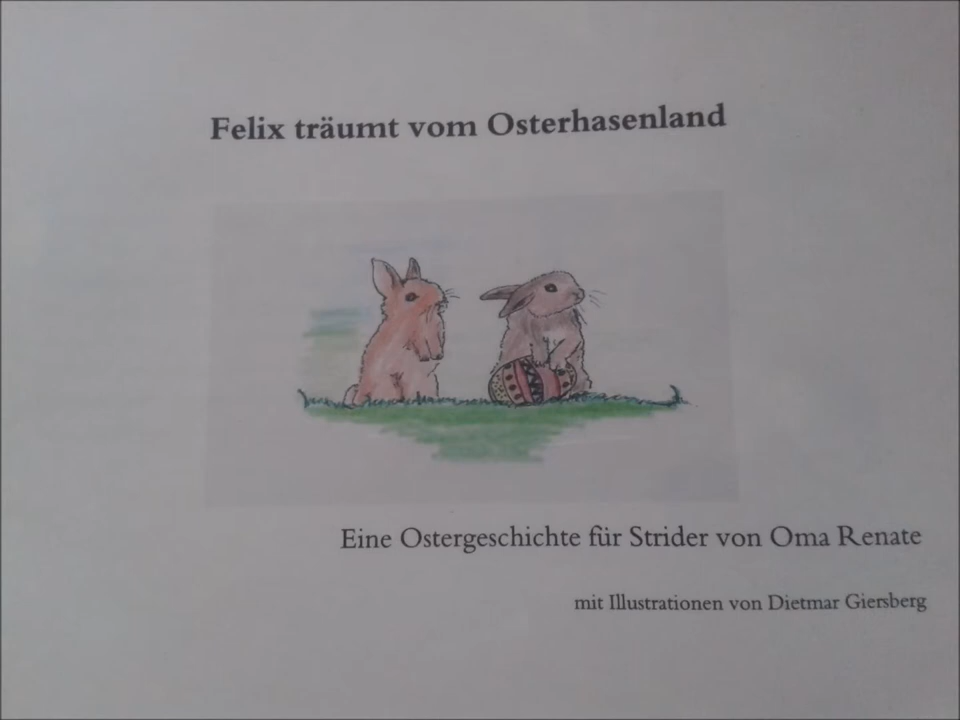 Felix träumt vom Osterhasenland
Eine Ostergeschichte für Strider von Oma Renate
mit Illustrationen von Dietmar Giersberg